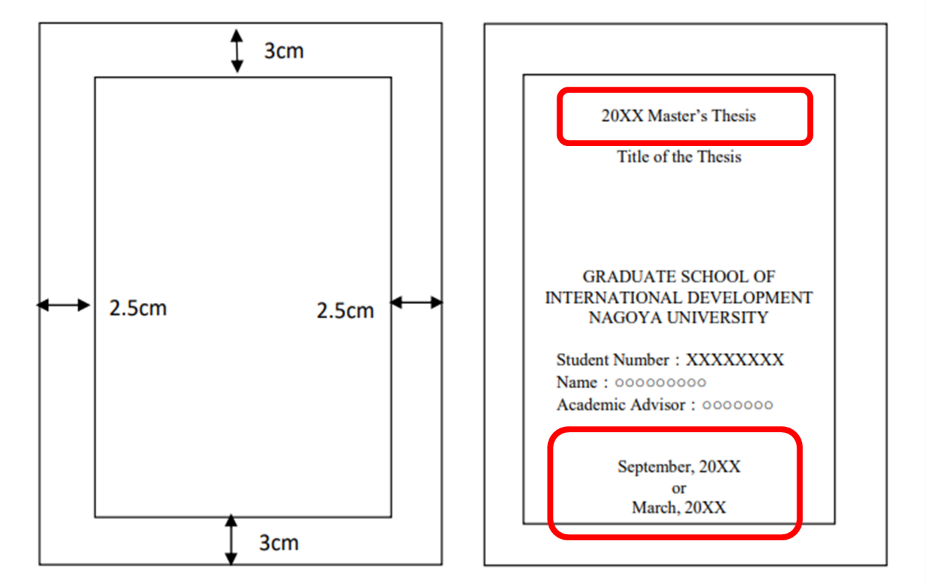 3cm
2.5cm
2.5cm
3cm
20XX Master's Thesis
Title of the Thesis
GRADUATE SCHOOL OF
INTERNATIONAL DEVELOPMENT
NAGOYA UNIVERSITY
Student Number：XXXXXXXX
Name：○○○○○○○○○
Academic Advisor：○○○○○○○
September, 20XX
or
March, 20XX